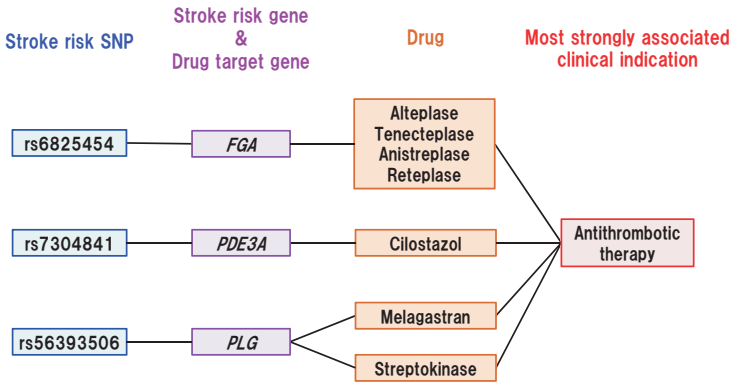 Stroke risk SNP
Stroke risk gene
&
Drug target gene
Drug
Most strongly associated
clinical indication
rs6825454
FGA
Alteplase
Tenecteplase
Anistreplase
Reteplase
rs7304841
PDE3A
Cilostazol
Antithrombotic
therapy
rs56393506
PLG
Melagastran
Streptokinase